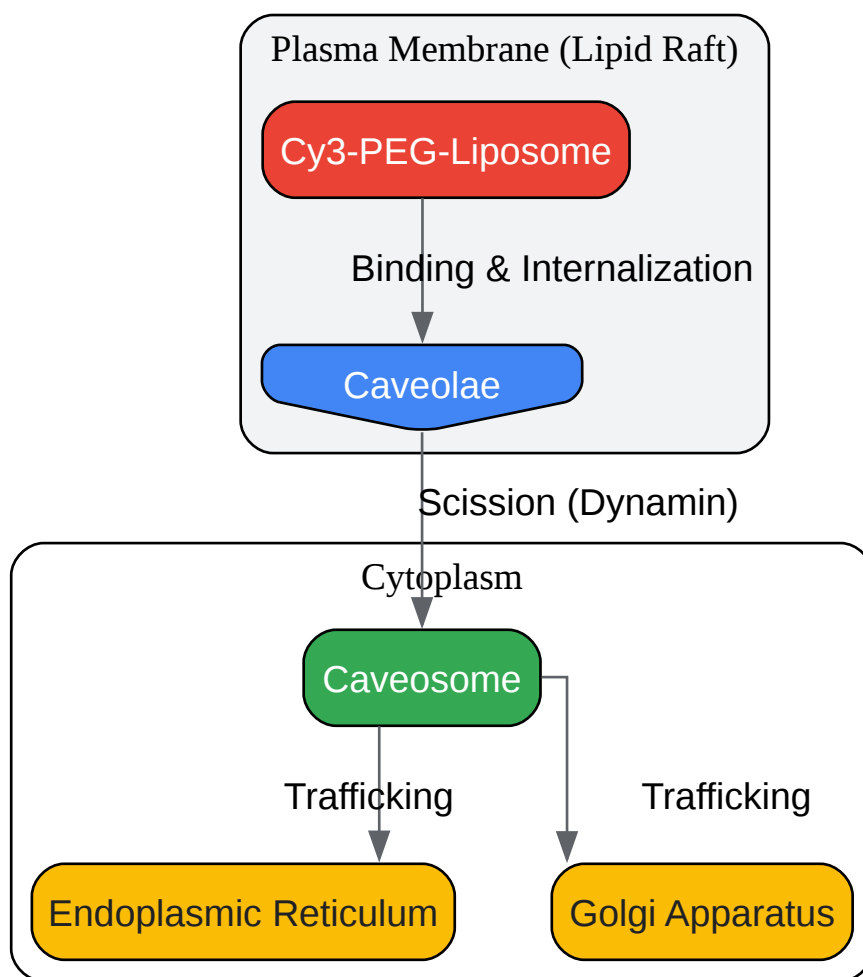 Plasma Membrane (Lipid Raft)
Cy3-PEG-Liposome
Binding & Internalization
Caveolae
Scission (Dynamin)
Cytoplasm
Caveosome
Trafficking
Trafficking
Endoplasmic Reticulum
Golgi Apparatus